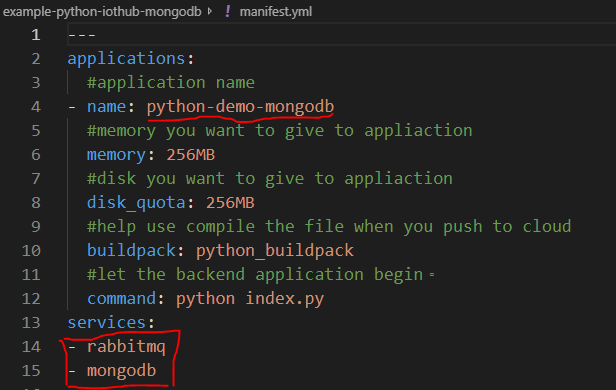 example-python-iothub-mongodb > ! manifest.yml
1 ---
2 applications:
3 #application name
4 - name: python-demo-mongodb
5 #memory you want to give to appliaction
6 memory: 256MB
7 #disk you want to give to appliaction
8 disk_quota: 256MB
9 #help use compile the file when you push to cloud
10 buildpack: python_buildpack
11 #let the backend application begin。
12 command: python index.py
13 services:
14 - rabbitmq
15 - mongodb
16